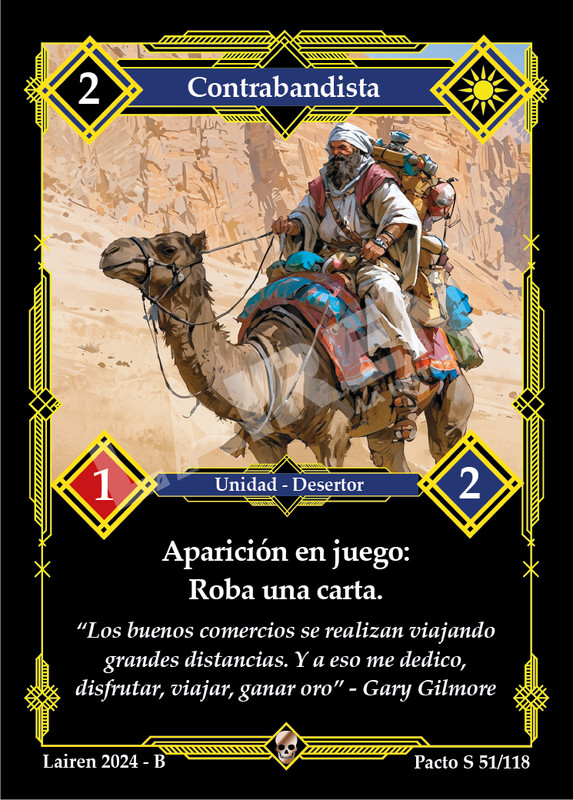 2
Contrabandista
1
Unidad - Desertor
2
Aparición en juego:
Roba una carta.
“Los buenos comercios se realizan viajando
grandes distancias. Y a eso me dedico,
disfrutar, viajar, ganar oro” - Gary Gilmore
Lairen 2024 - B
Pacto S 51/118